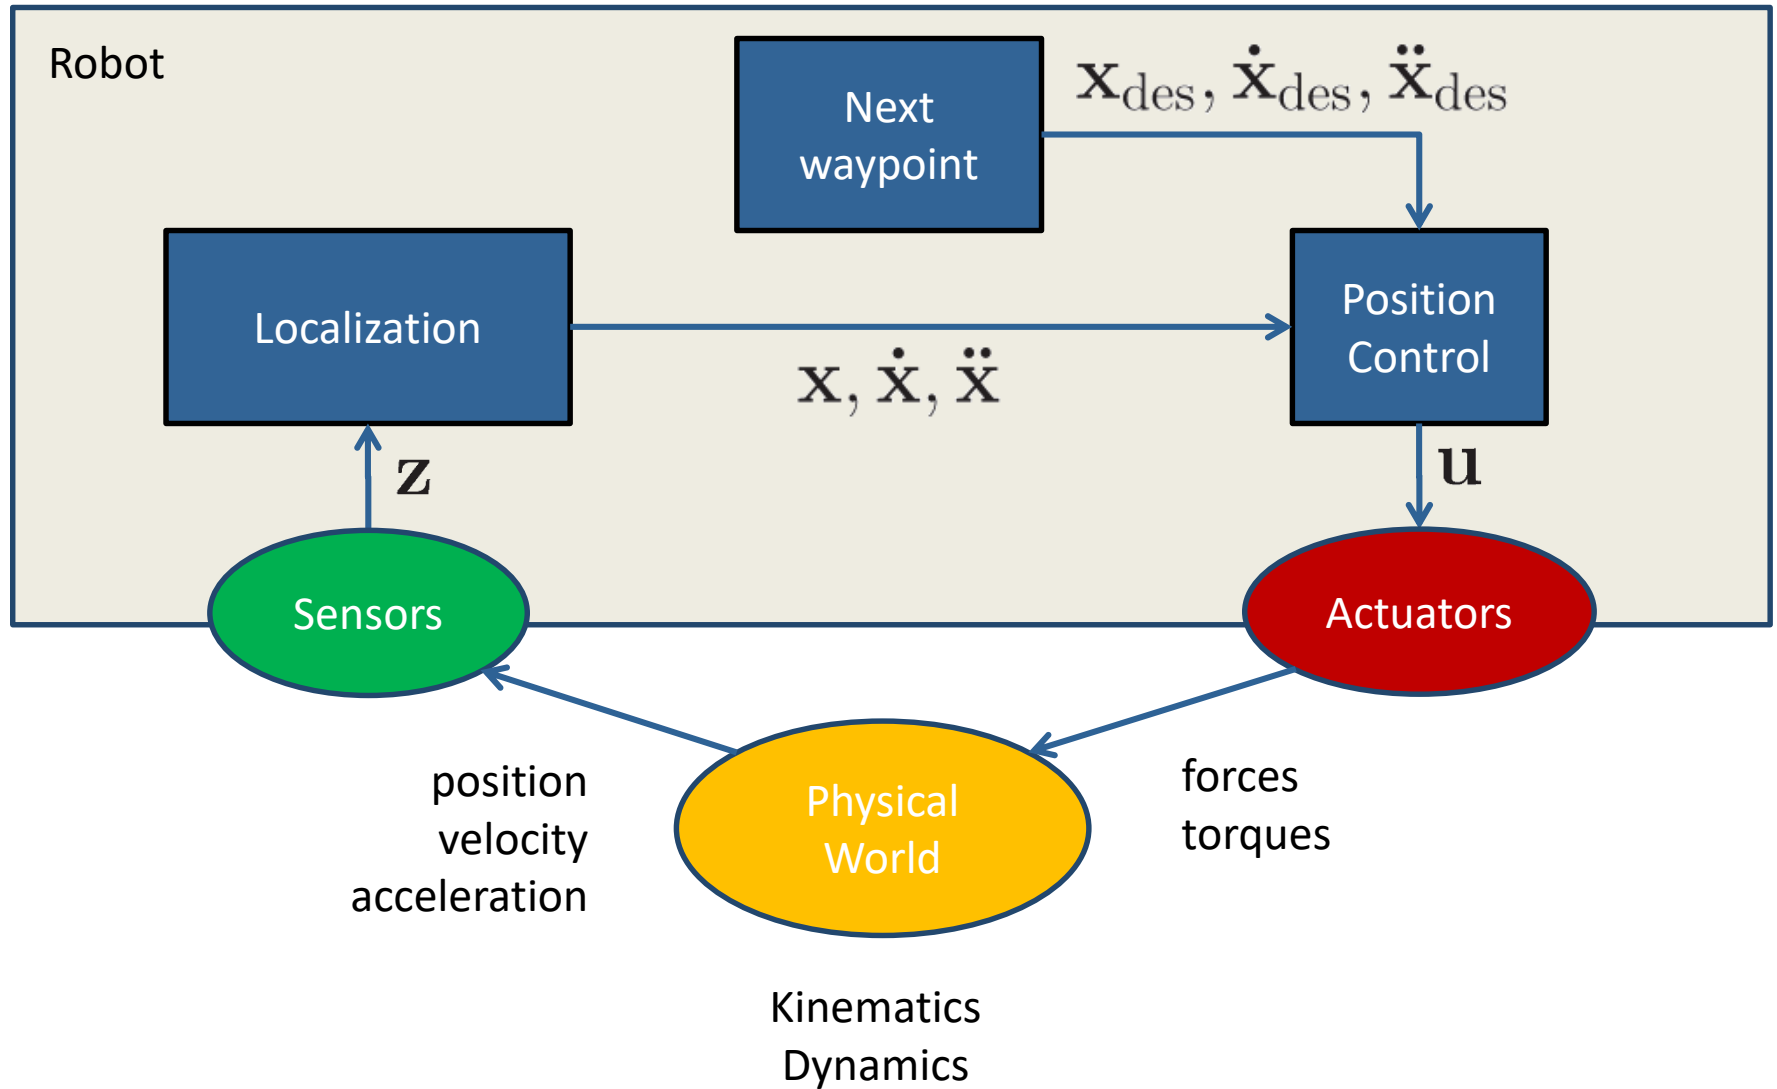 Robot
Next
waypoint
𝐱_des, 𝐱̇_des, 𝐱̈_des
Localization
Position
Control
𝐱, 𝐱̇, 𝐱̈
𝐳
𝐮
Sensors
Actuators
position
velocity
acceleration
Physical
World
forces
torques
Kinematics
Dynamics